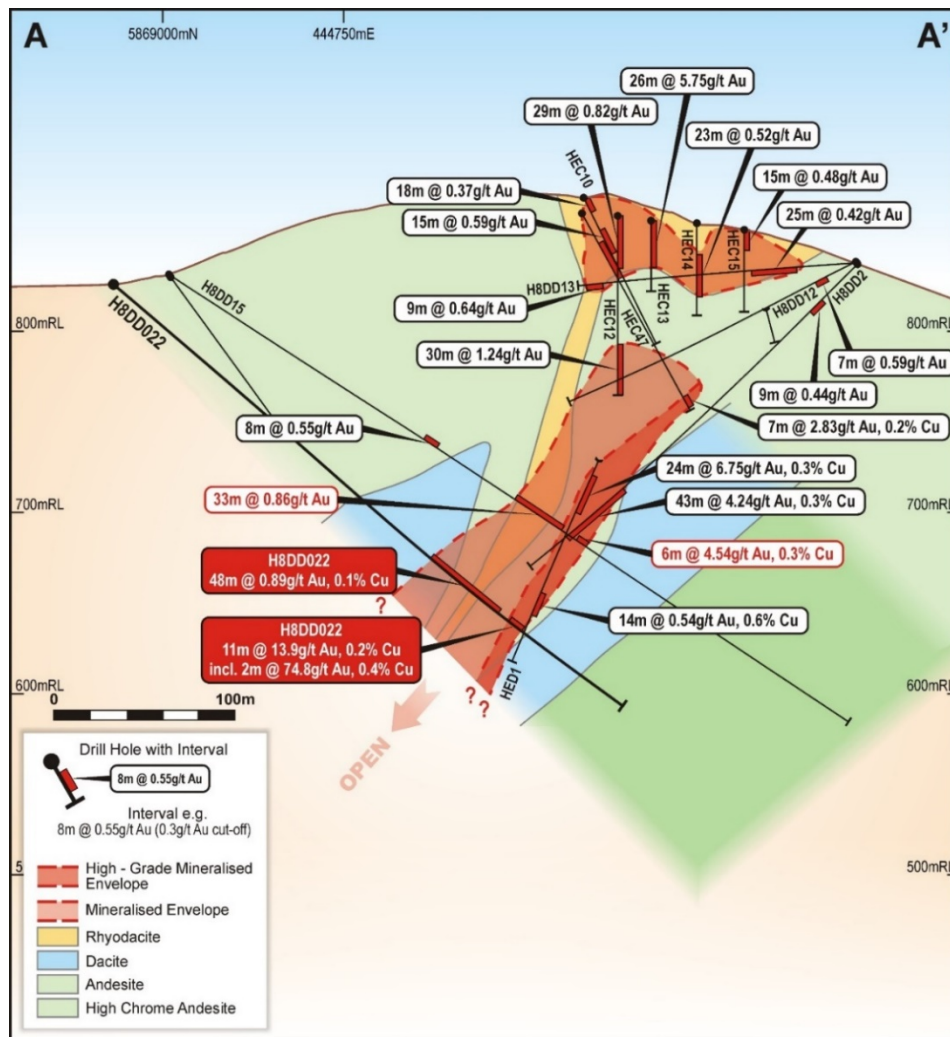 A
5869000mN
444750mE
A'
26m @ 5.75g/t Au
29m @ 0.82g/t Au
23m @ 0.52g/t Au
HEC10
18m @ 0.37g/t Au
15m @ 0.48g/t Au
15m @ 0.59g/t Au
25m @ 0.42g/t Au
HEC14
HEC15
H8DD15
H8DD13
H8DD12
H8DD2
H8DD022
9m @ 0.64g/t Au
HEC12
HEC41
HEC13
800mRL
800mRL
30m @ 1.24g/t Au
7m @ 0.59g/t Au
9m @ 0.44g/t Au
8m @ 0.55g/t Au
7m @ 2.83g/t Au, 0.2% Cu
24m @ 6.75g/t Au, 0.3% Cu
33m @ 0.86g/t Au
43m @ 4.24g/t Au, 0.3% Cu
700mRL
700mRL
H8DD022
48m @ 0.89g/t Au, 0.1% Cu
6m @ 4.54g/t Au, 0.3% Cu
?
H8DD022
11m @ 13.9g/t Au, 0.2% Cu
incl. 2m @ 74.8g/t Au, 0.4% Cu
14m @ 0.54g/t Au, 0.6% Cu
HED1
?
?
600mRL
600mRL
0
100m
OPEN
Drill Hole with Interval
8m @ 0.55g/t Au
Interval e.g.
8m @ 0.55g/t Au (0.3g/t Au cut-off)
High - Grade Mineralised
Envelope
Mineralised Envelope
Rhyodacite
Dacite
Andesite
High Chrome Andesite
5
500mRL